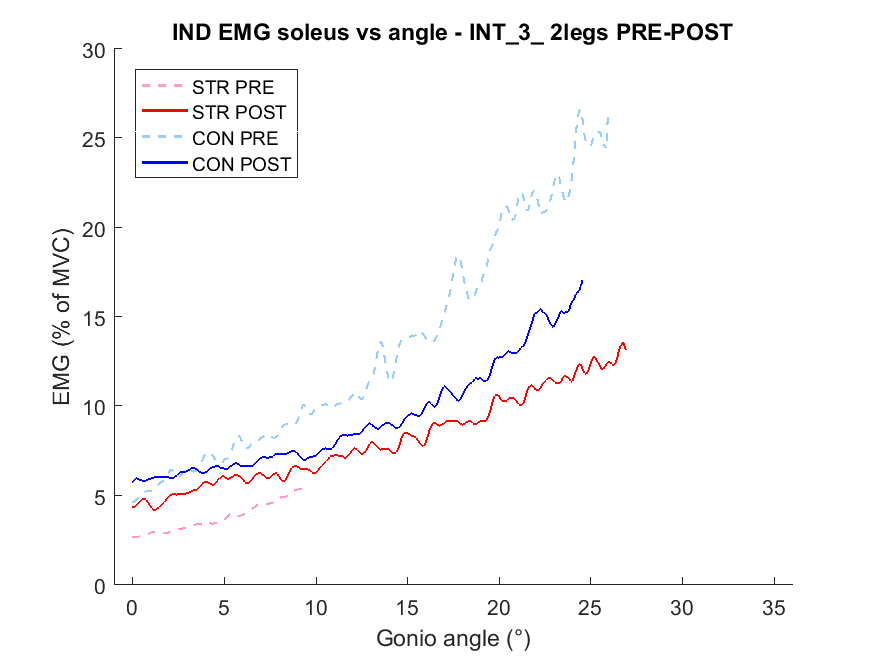 IND EMG soleus vs angle - INT_3_ 2legs PRE-POST
30
25
20
15
10
5
0
EMG (% of MVC)
STR PRE
STR POST
CON PRE
CON POST
0 5 10 15 20 25 30 35
Gonio angle (°)